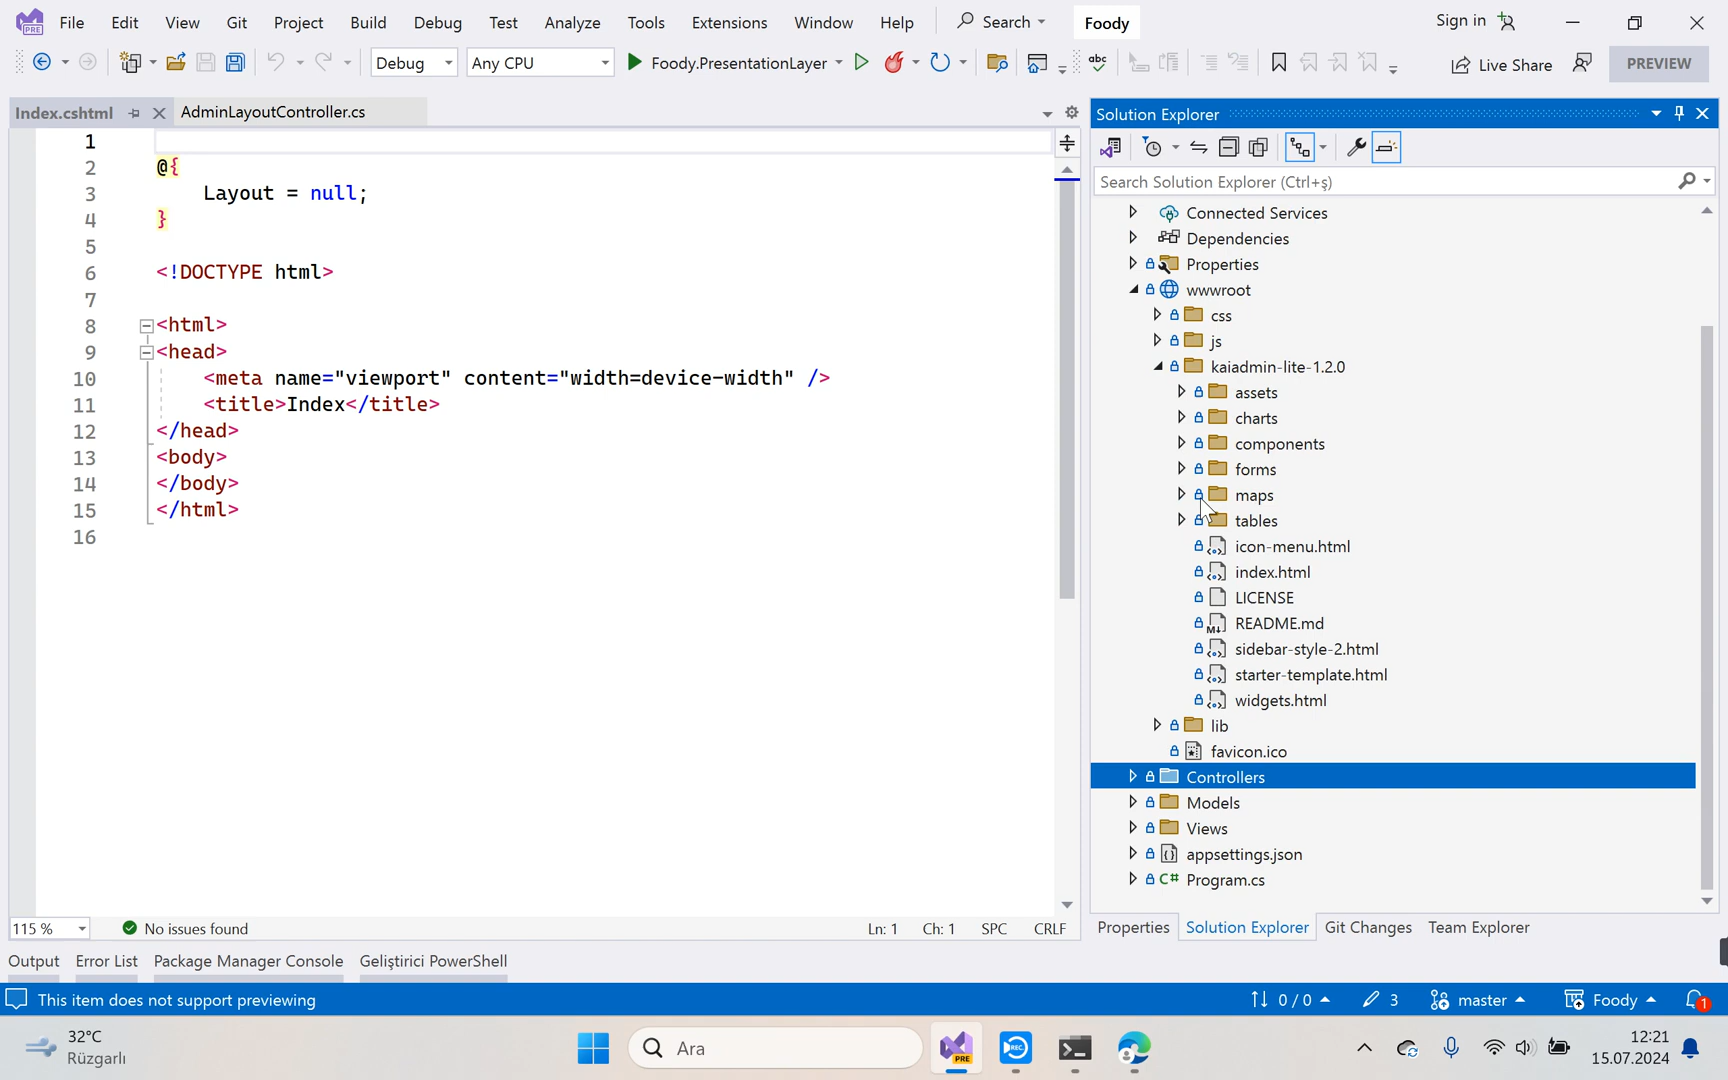 File Edit View Git Project Build Debug Test Analyze Tools Extensions Window Help Search Foody Sign in
PRE
Debug Any CPU Foody.PresentationLayer abc Live Share PREVIEW
Index.cshtml AdminLayoutController.cs
1
2 @{
3 Layout = null;
4 }
5
6 <!DOCTYPE html>
7
8 <html>
9 <head>
10 <meta name="viewport" content="width=device-width" />
11 <title>Index</title>
12 </head>
13 <body>
14 </body>
15 </html>
16
115 % No issues found Ln: 1 Ch: 1 SPC CRLF
Solution Explorer
Search Solution Explorer (Ctrl+ş)
Connected Services
Dependencies
Properties
wwwroot
css
js
kaiadmin-lite-1.2.0
assets
charts
components
forms
maps
tables
icon-menu.html
index.html
LICENSE
README.md
sidebar-style-2.html
starter-template.html
widgets.html
lib
favicon.ico
Controllers
Models
Views
appsettings.json
C# Program.cs
Properties Solution Explorer Git Changes Team Explorer
Output Error List Package Manager Console Geliştirici PowerShell
This item does not support previewing 0 / 0 3 master Foody 1
32°C
Rüzgarlı
Ara
PRE
REC
12:21
15.07.2024